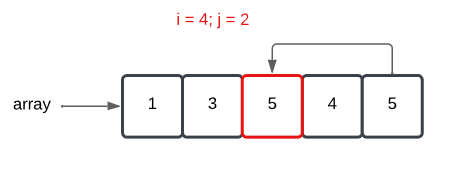 i = 4; j = 2
array 1 3 5 4 5